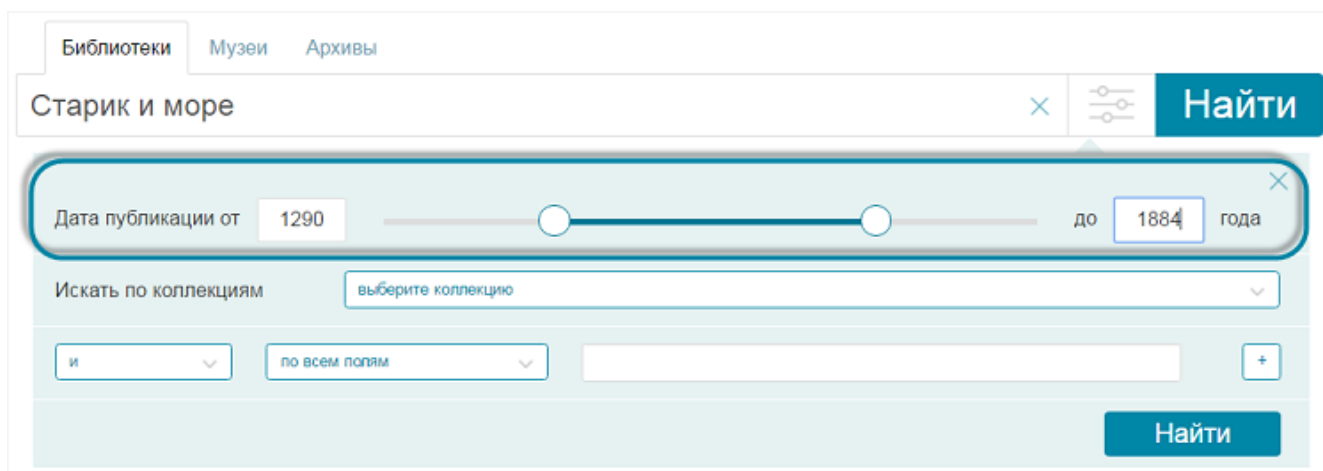 Библиотеки Музеи Архивы
Старик и море Найти
Дата публикации от 1290 до 1884 года
Искать по коллекциям выберите коллекцию
и по всем полям +
Найти